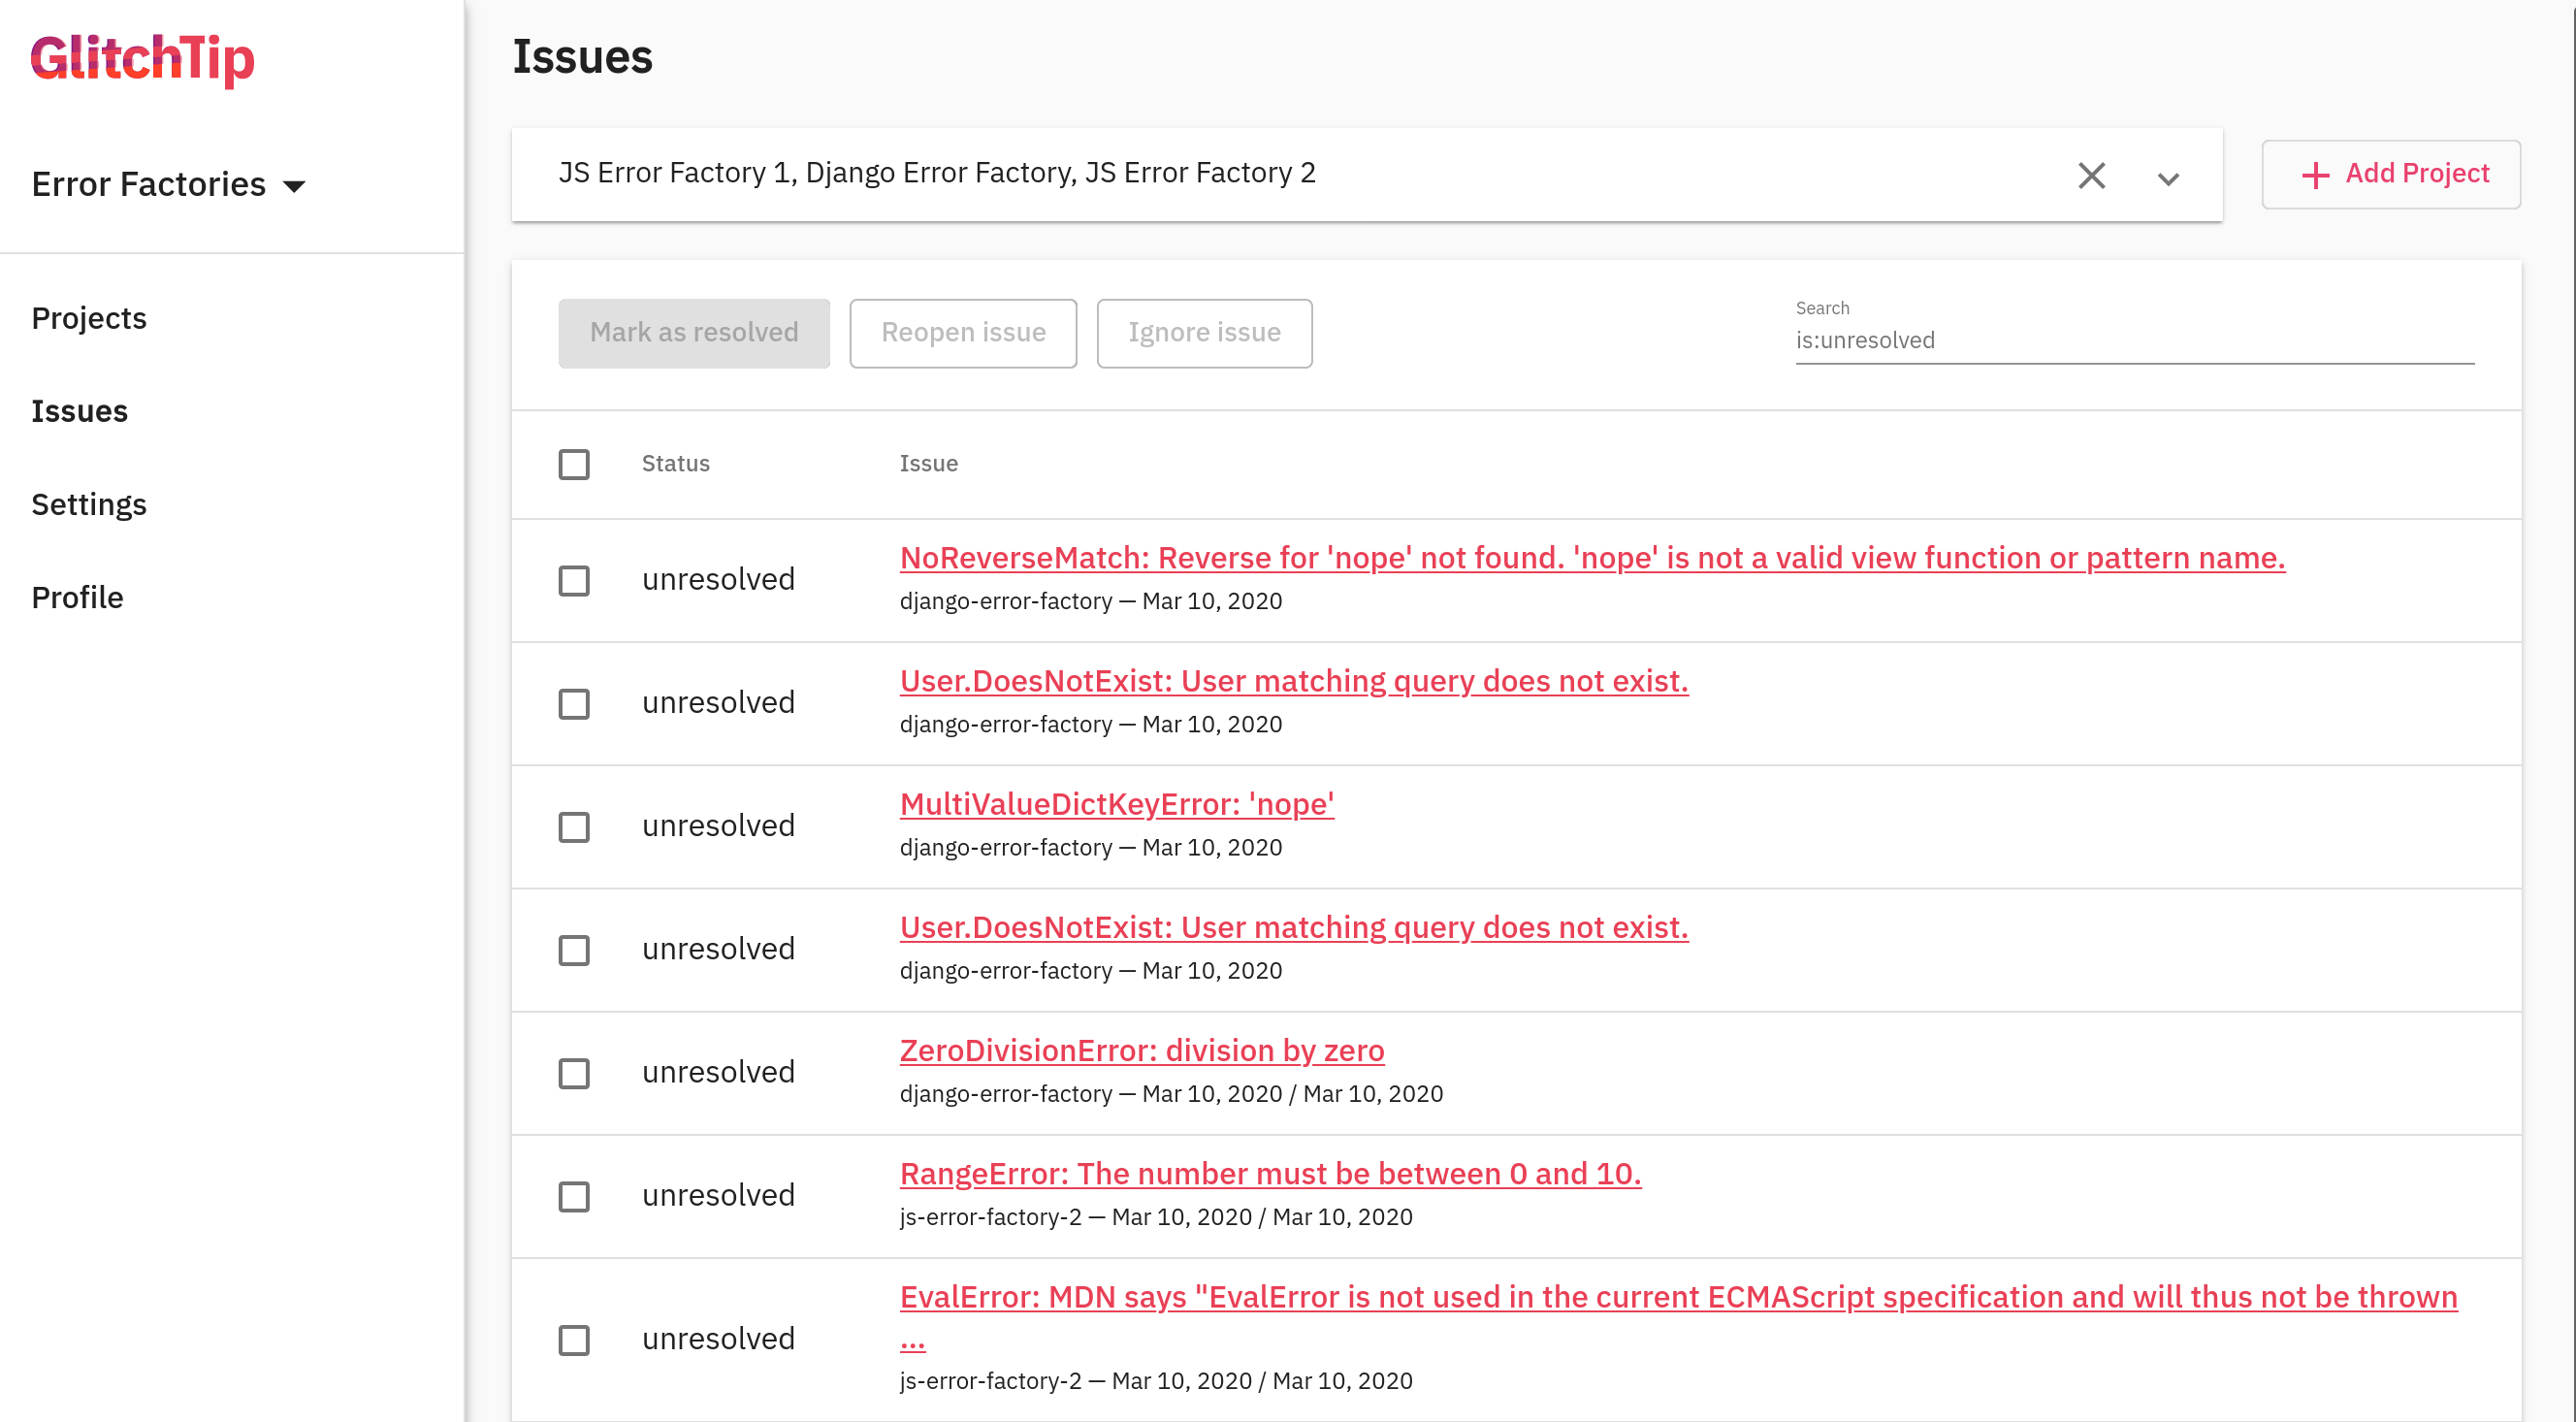 GlitchTip
Error Factories
Projects
Issues
Settings
Profile
Issues
JS Error Factory 1, Django Error Factory, JS Error Factory 2
Add Project
Mark as resolved
Reopen issue
Ignore issue
Search
is:unresolved
Status Issue
unresolved
NoReverseMatch: Reverse for 'nope' not found. 'nope' is not a valid view function or pattern name.
django-error-factory — Mar 10, 2020
unresolved
User.DoesNotExist: User matching query does not exist.
django-error-factory — Mar 10, 2020
unresolved
MultiValueDictKeyError: 'nope'
django-error-factory — Mar 10, 2020
unresolved
User.DoesNotExist: User matching query does not exist.
django-error-factory — Mar 10, 2020
unresolved
ZeroDivisionError: division by zero
django-error-factory — Mar 10, 2020 / Mar 10, 2020
unresolved
RangeError: The number must be between 0 and 10.
js-error-factory-2 — Mar 10, 2020 / Mar 10, 2020
unresolved
EvalError: MDN says "EvalError is not used in the current ECMAScript specification and will thus not be thrown
...
js-error-factory-2 — Mar 10, 2020 / Mar 10, 2020